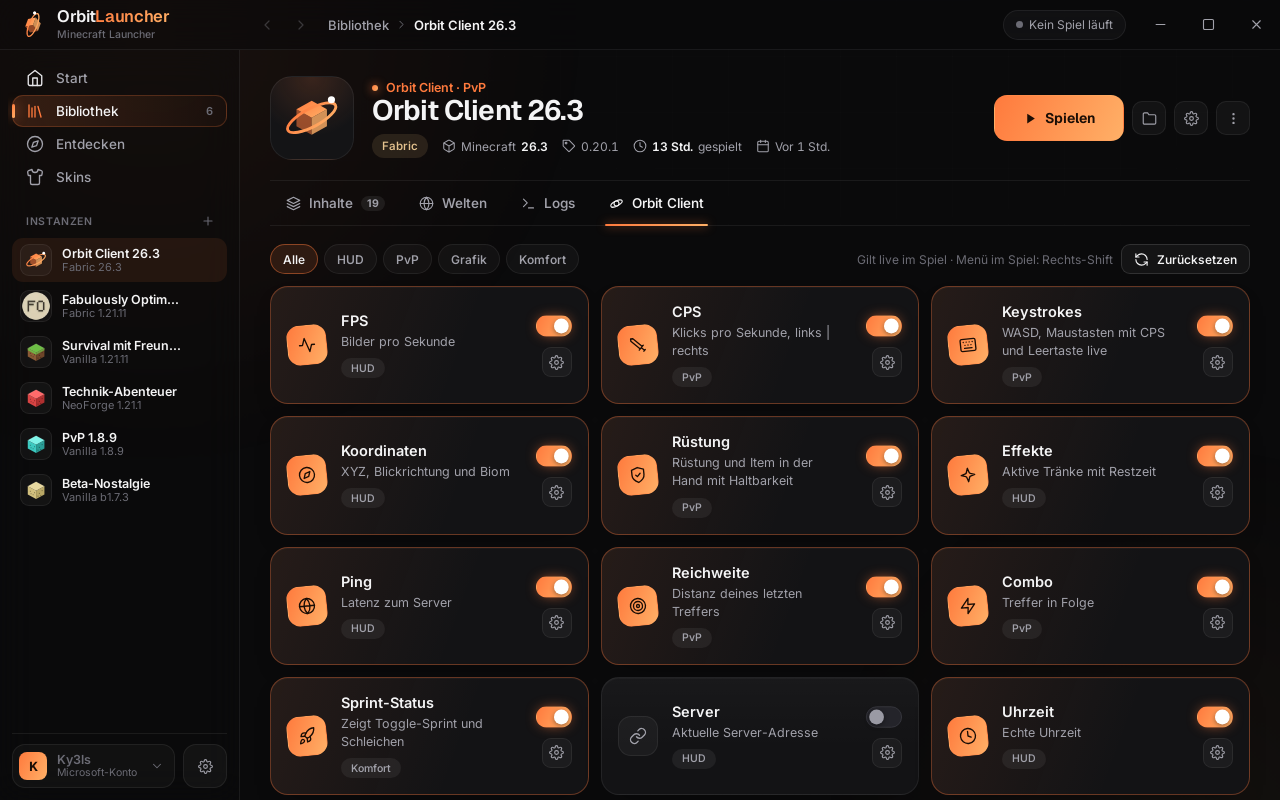 OrbitLauncher
Minecraft Launcher
Bibliothek
Orbit Client 26.3
Kein Spiel läuft
Start
Bibliothek
6
Entdecken
Skins
INSTANZEN
Orbit Client 26.3
Fabric 26.3
FO
Fabulously Optim...
Fabric 1.21.11
Survival mit Freun...
Vanilla 1.21.11
Technik-Abenteuer
NeoForge 1.21.1
PvP 1.8.9
Vanilla 1.8.9
Beta-Nostalgie
Vanilla b1.7.3
K
Ky3ls
Microsoft-Konto
Orbit Client · PvP
Orbit Client 26.3
Fabric
Minecraft 26.3
0.20.1
13 Std. gespielt
Vor 1 Std.
Spielen
Inhalte 19
Welten
Logs
Orbit Client
Alle
HUD
PvP
Grafik
Komfort
Gilt live im Spiel · Menü im Spiel: Rechts-Shift
Zurücksetzen
FPS
Bilder pro Sekunde
HUD
CPS
Klicks pro Sekunde, links |
rechts
PvP
Keystrokes
WASD, Maustasten mit CPS
und Leertaste live
PvP
Koordinaten
XYZ, Blickrichtung und Biom
HUD
Rüstung
Rüstung und Item in der
Hand mit Haltbarkeit
PvP
Effekte
Aktive Tränke mit Restzeit
HUD
Ping
Latenz zum Server
HUD
Reichweite
Distanz deines letzten
Treffers
PvP
Combo
Treffer in Folge
PvP
Sprint-Status
Zeigt Toggle-Sprint und
Schleichen
Komfort
Server
Aktuelle Server-Adresse
HUD
Uhrzeit
Echte Uhrzeit
HUD